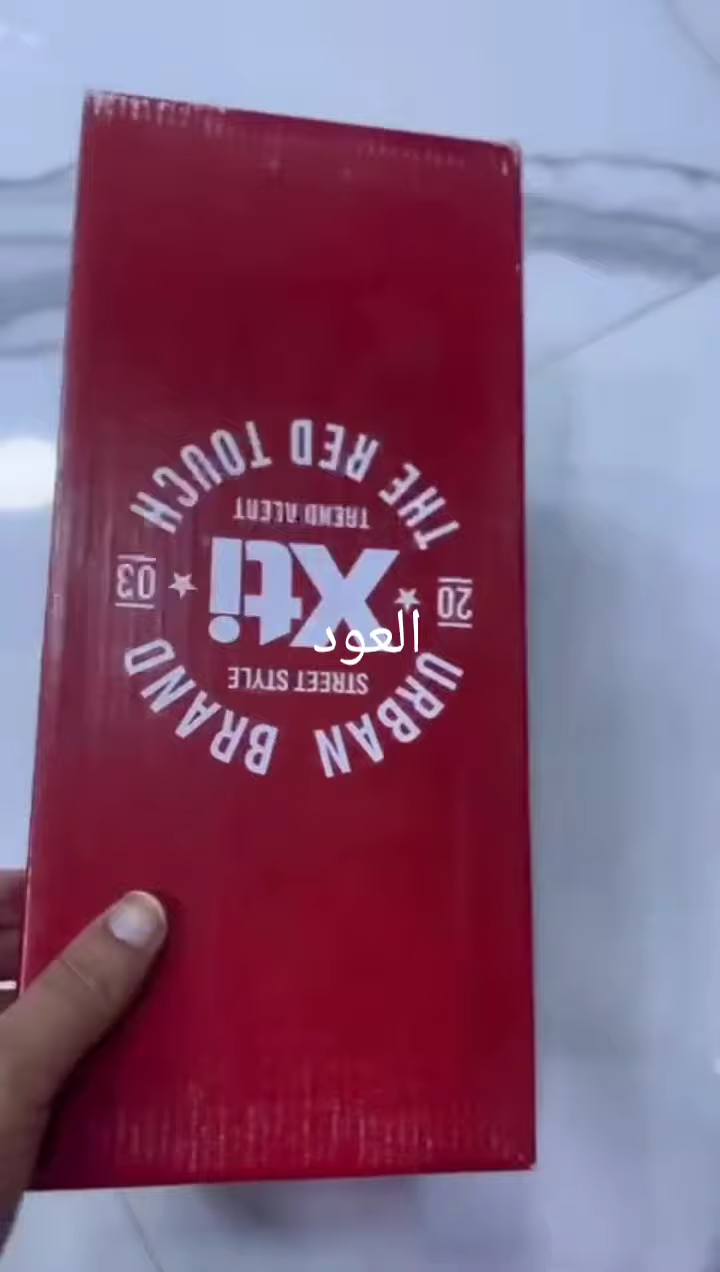 URBAN BRAND
STREET STYLE
20 Xti 03
TREND ALERT
THE RED TOUCH
العود